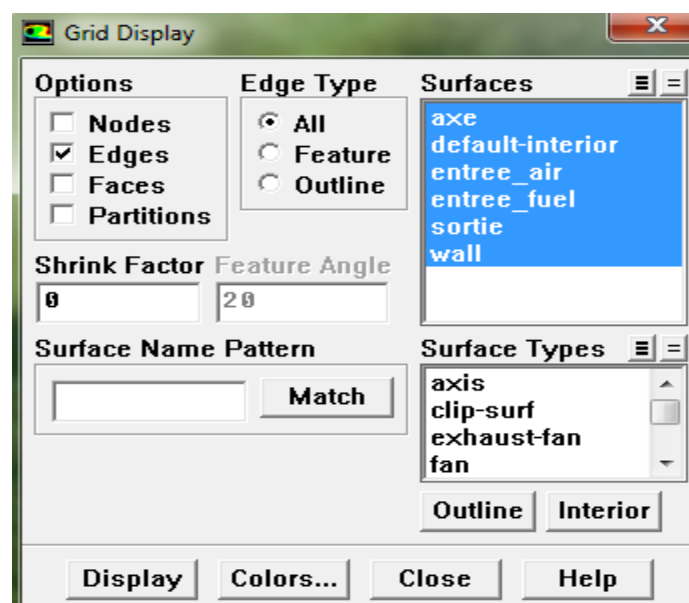 Grid Display
Options
Nodes
Edges
Faces
Partitions
Edge Type
All
Feature
Outline
Surfaces
axe
default-interior
entree_air
entree_fuel
sortie
wall
Shrink Factor
0
Feature Angle
20
Surface Name Pattern
Match
Surface Types
axis
clip-surf
exhaust-fan
fan
Outline
Interior
Display
Colors...
Close
Help